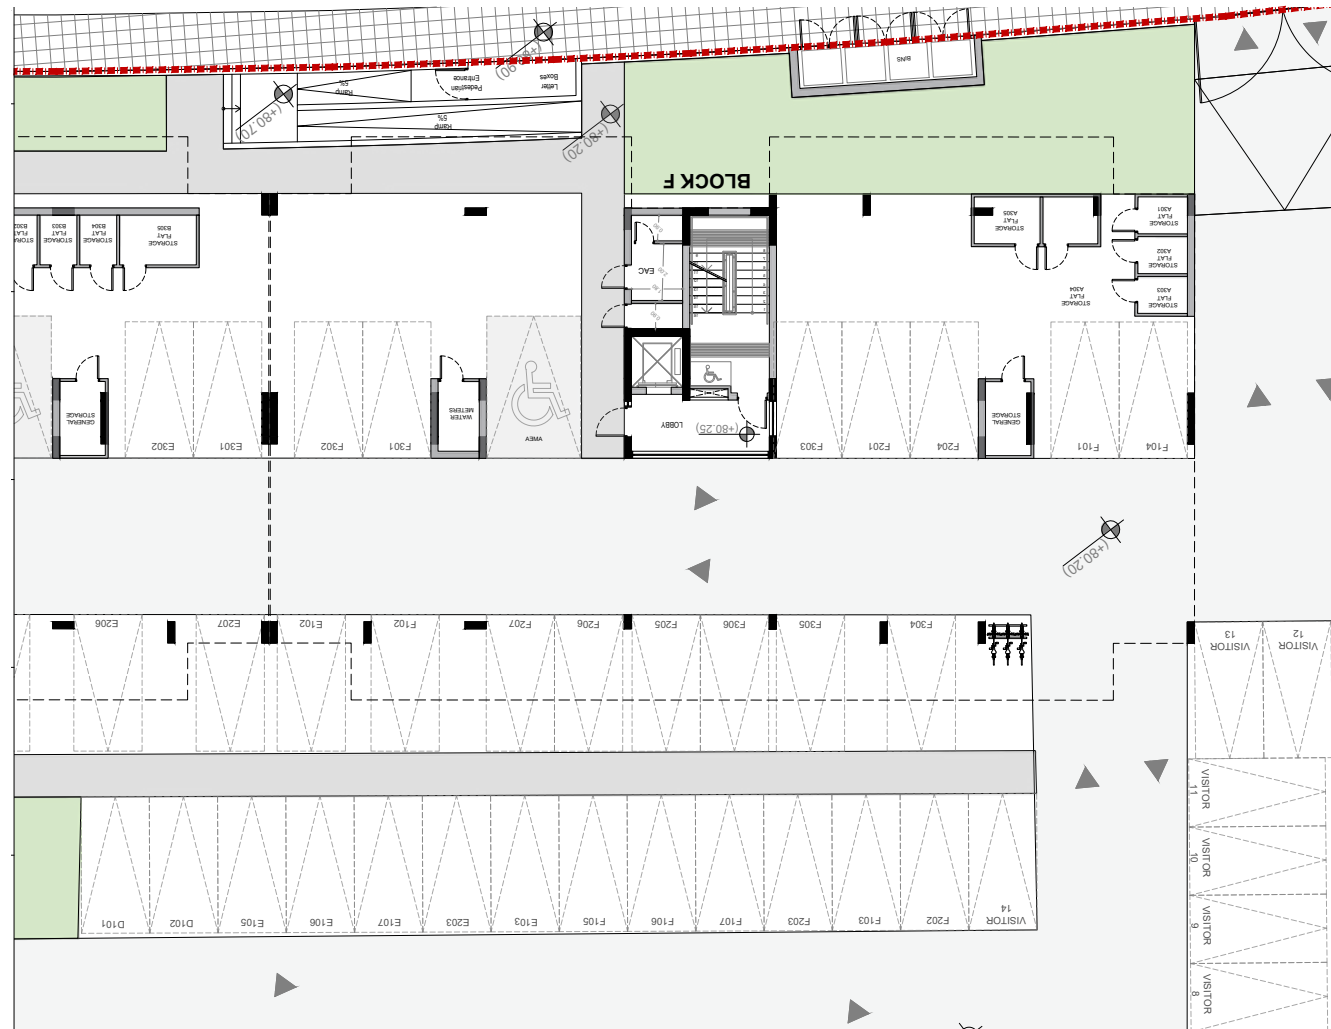 (+80.90)
(+80.70)
Ramp
5%
Pedestrian
Entrance
Letter
Boxes
Ramp
5%
(+80.20)
BINS
BLOCK F
B302
STORAGE
FLAT
B303
STORAGE
FLAT
B304
STORAGE
FLAT
B305
EAC
STORAGE
FLAT
A305
STORAGE
FLAT
A304
STORAGE
FLAT
A301
STORAGE
FLAT
A302
STORAGE
FLAT
A303
GENERAL
STORAGE
E302
E301
F302
F301
WATER
METERS
AMEA
LOBBY
(+80.25)
F303
F201
F204
GENERAL
STORAGE
F101
F104
(+80.20)
E206
E207
E102
F102
F207
F206
F205
F306
F305
F304
VISITOR
13
VISITOR
12
VISITOR
11
VISITOR
10
VISITOR
9
VISITOR
8
D101
D102
E105
E106
E107
E203
E103
F105
F106
F107
F203
F103
F202
VISITOR
14